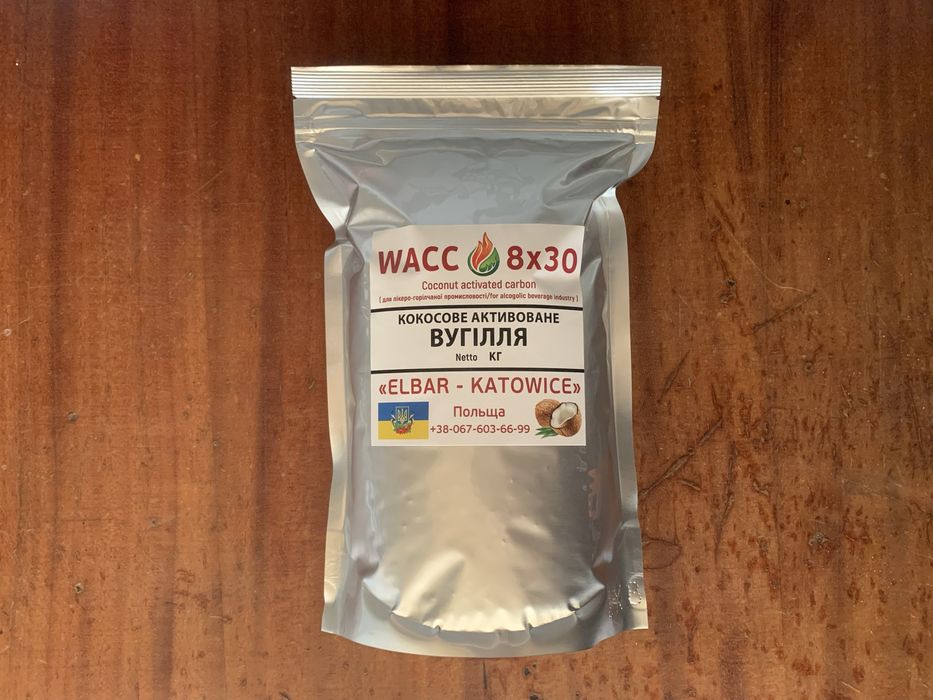 WACC 8x30
Coconut activated carbon
( для лікеро-горілчаної промисловості/for alcogolic beverage industry )
КОКОСОВЕ АКТИВОВАНЕ
ВУГІЛЛЯ
Netto КГ
«ELBAR - KATOWICE»
Польща
+38-067-603-66-99